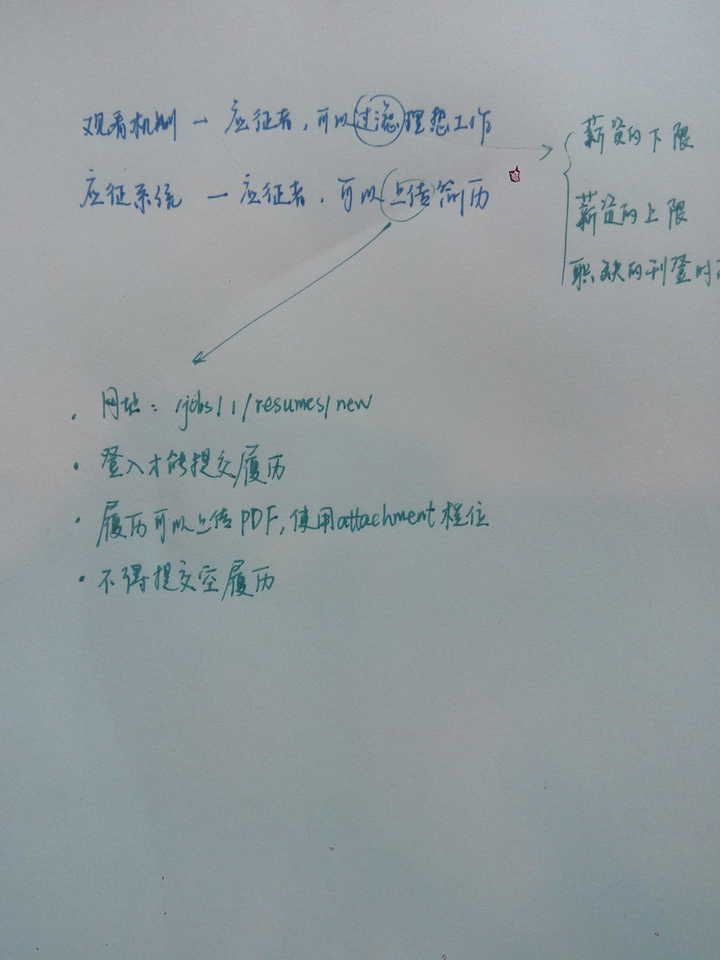 观看机制 — 应征者,可以过滤理想工作
薪资的下限
应征系统 — 应征者,可以上传简历
薪资的上限
职缺的刊登时
· 网址: /jobs/1/resumes/new
· 登入才能提交履历
· 履历可以上传PDF,使用attachment栏位
· 不得提交空履历